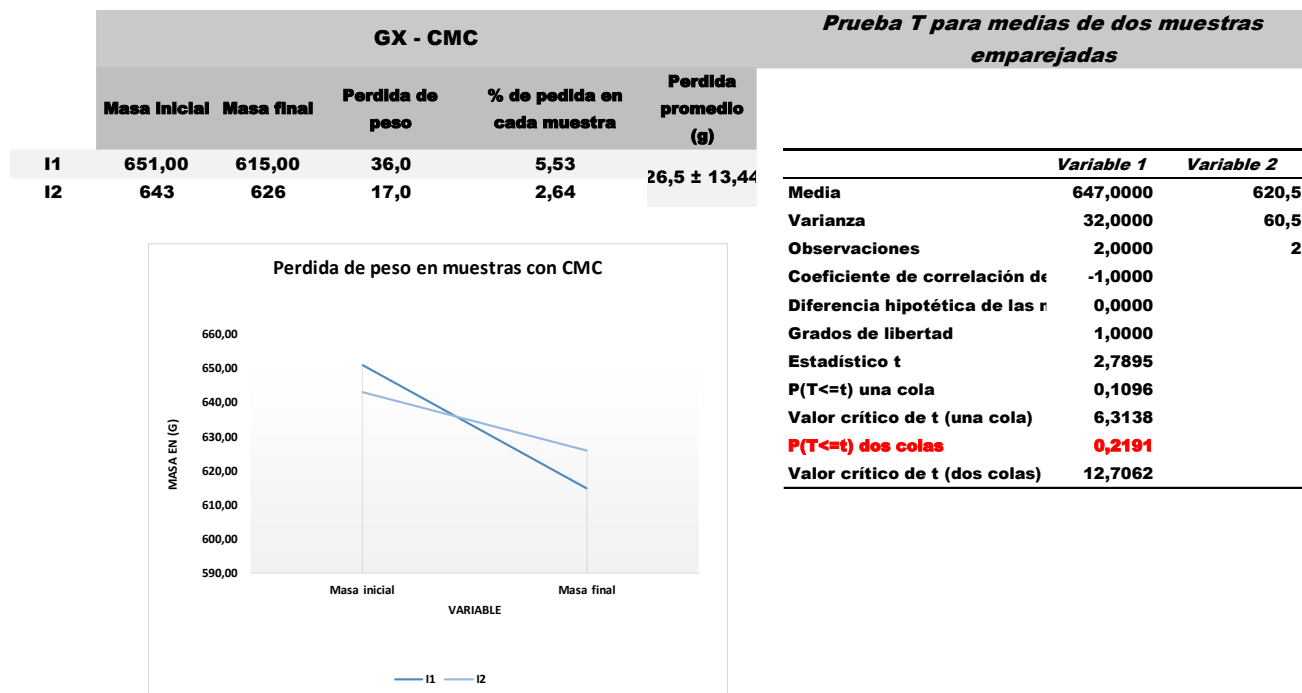 GX - CMC
Prueba T para medias de dos muestras
emparejadas
Masa inicial Masa final Perdida de peso % de pedida en cada muestra Perdida promedio (g)
I1 651,00 615,00 36,0 5,53 26,5 ± 13,44
I2 643 626 17,0 2,64
Variable 1 Variable 2
Media 647,0000 620,5
Varianza 32,0000 60,5
Observaciones 2,0000 2
Coeficiente de correlación de -1,0000
Diferencia hipotética de las 0,0000
Grados de libertad 1,0000
Estadístico t 2,7895
P(T<=t) una cola 0,1096
Valor crítico de t (una cola) 6,3138
P(T<=t) dos colas 0,2191
Valor crítico de t (dos colas) 12,7062
Perdida de peso en muestras con CMC
660,00
650,00
640,00
630,00
620,00
610,00
600,00
590,00
MASA EN (G)
Masa inicial Masa final
VARIABLE
I1 I2